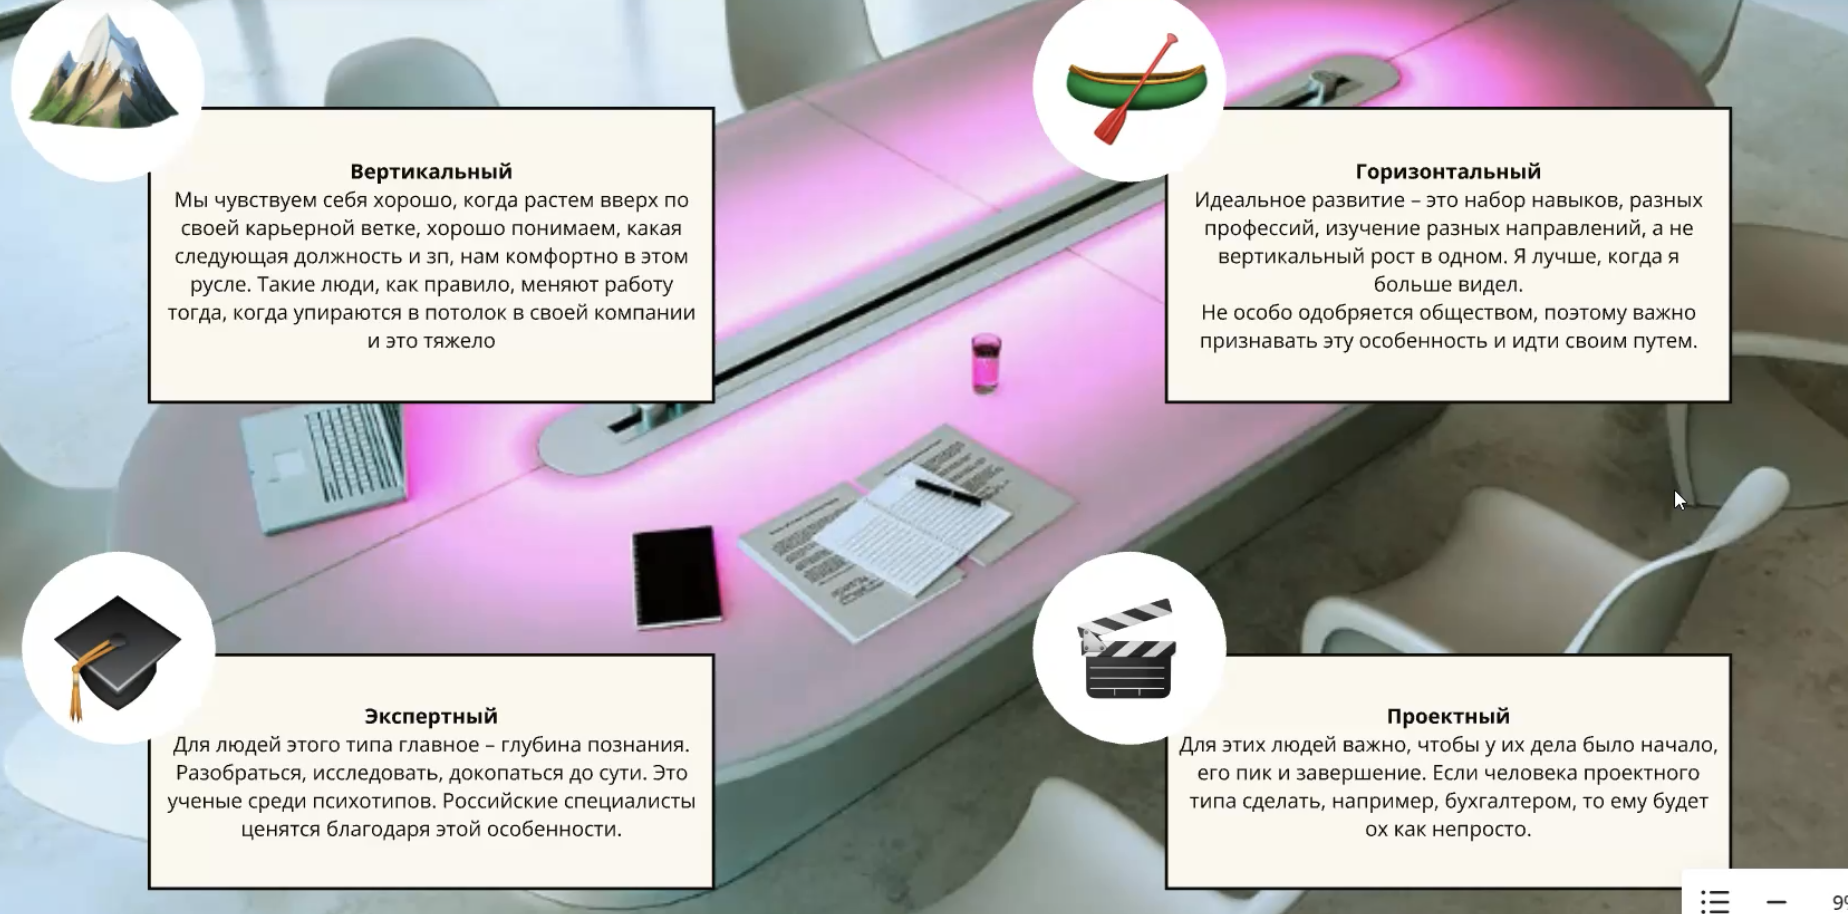 Вертикальный
Мы чувствуем себя хорошо, когда растем вверх по
своей карьерной ветке, хорошо понимаем, какая
следующая должность и зп, нам комфортно в этом
русле. Такие люди, как правило, меняют работу
тогда, когда упираются в потолок в своей компании
и это тяжело
Горизонтальный
Идеальное развитие – это набор навыков, разных
профессий, изучение разных направлений, а не
вертикальный рост в одном. Я лучше, когда я
больше видел.
Не особо одобряется обществом, поэтому важно
признавать эту особенность и идти своим путем.
Экспертный
Для людей этого типа главное – глубина познания.
Разобраться, исследовать, докопаться до сути. Это
ученые среди психотипов. Российские специалисты
ценятся благодаря этой особенности.
Проектный
Для этих людей важно, чтобы у их дела было начало,
его пик и завершение. Если человека проектного
типа сделать, например, бухгалтером, то ему будет
ох как непросто.